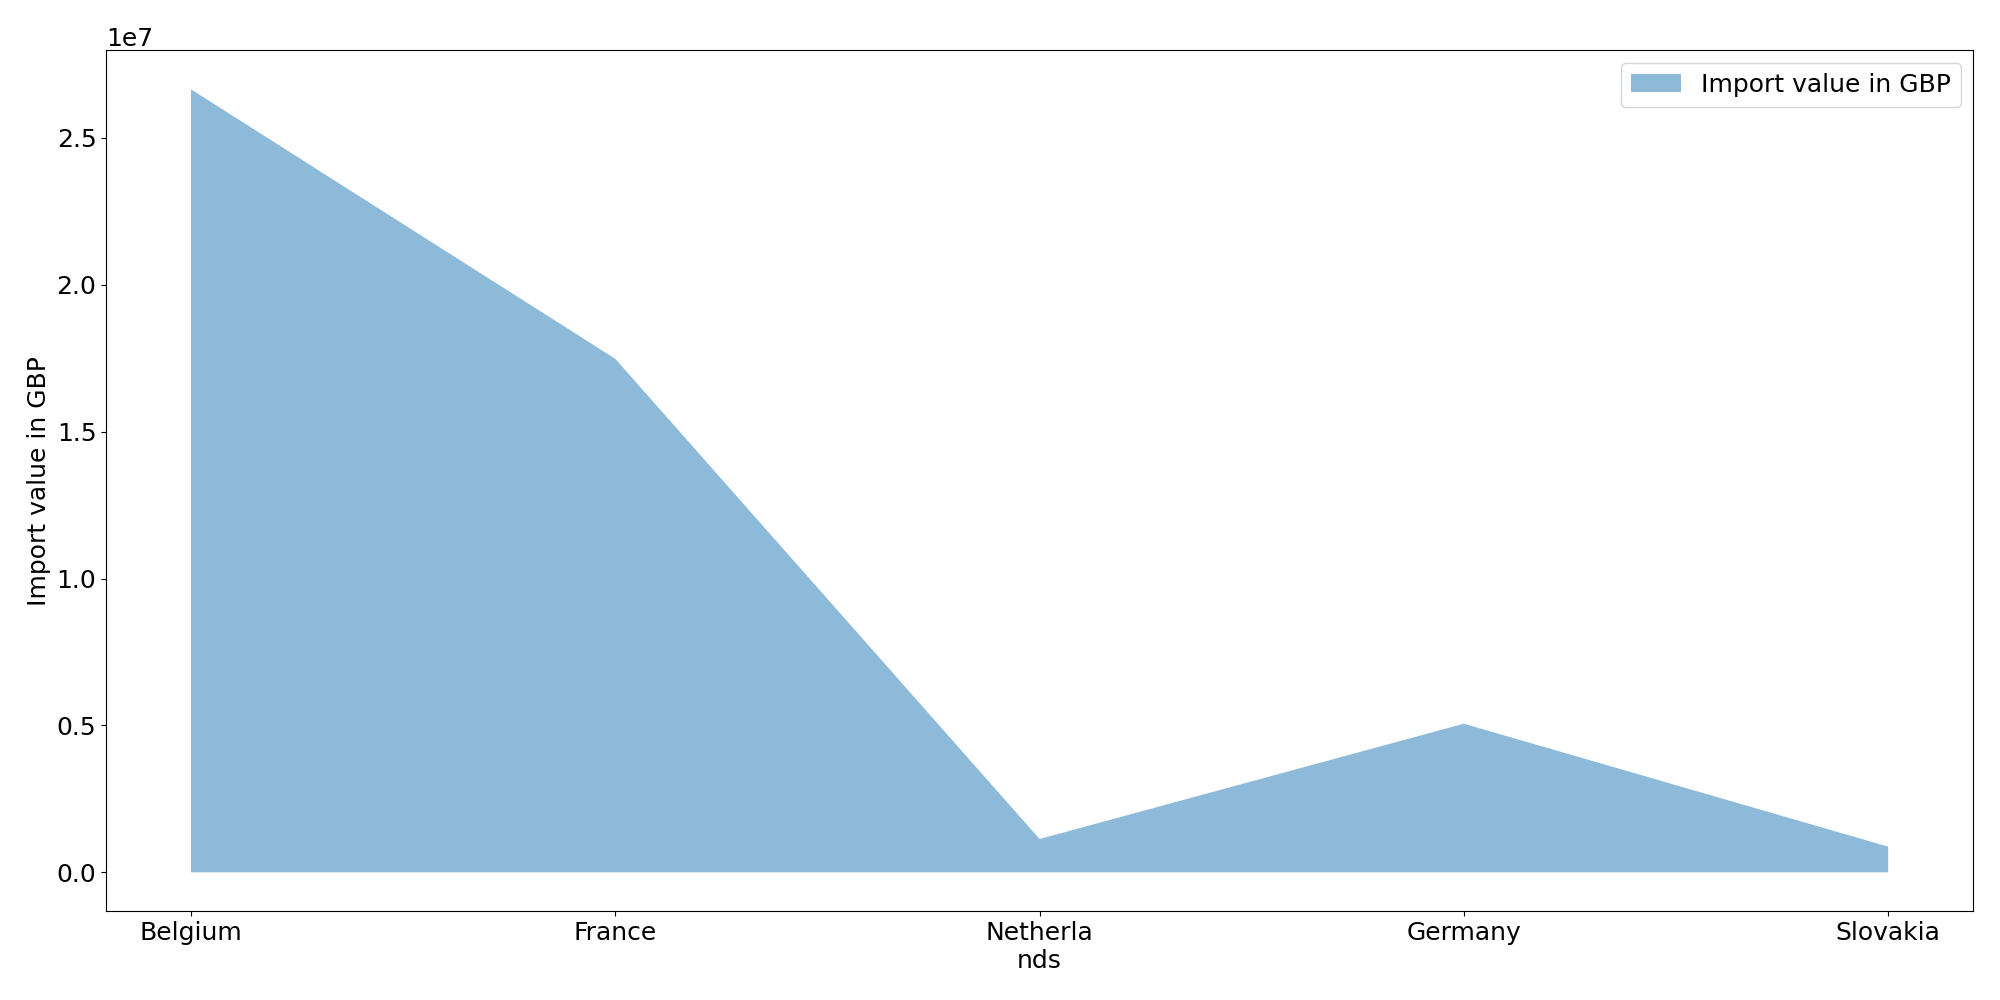 1e7
Import value in GBP
2.5
2.0
1.5
1.0
0.5
0.0
Import value in GBP
Belgium
France
Netherla
nds
Germany
Slovakia